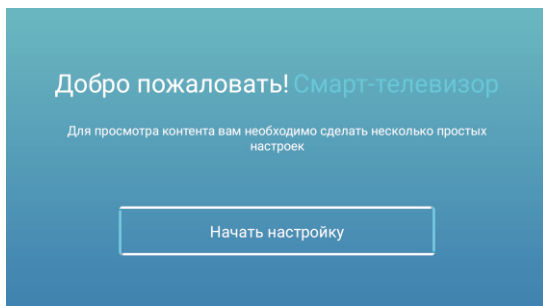 Добро пожаловать! Смарт-телевизор
Для просмотра контента вам необходимо сделать несколько простых
настроек
Начать настройку